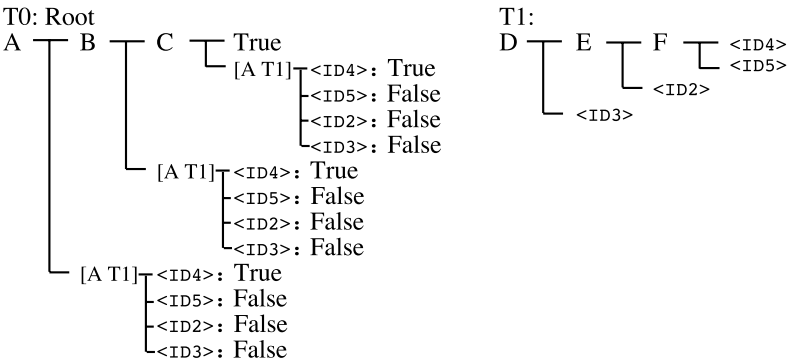 T0: Root
A B C True
[A T1] <ID4>: True
<ID5>: False
<ID2>: False
<ID3>: False
[A T1] <ID4>: True
<ID5>: False
<ID2>: False
<ID3>: False
[A T1] <ID4>: True
<ID5>: False
<ID2>: False
<ID3>: False
T1:
D E F <ID4>
<ID5>
<ID2>
<ID3>